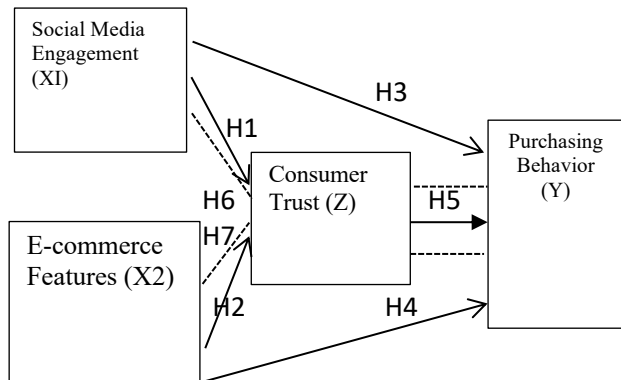 Social Media
Engagement
(XI)
H3
H1
Purchasing
Behavior
(Y)
Consumer
Trust (Z)
H6
H5
H7
E-commerce
Features (X2)
H2
H4